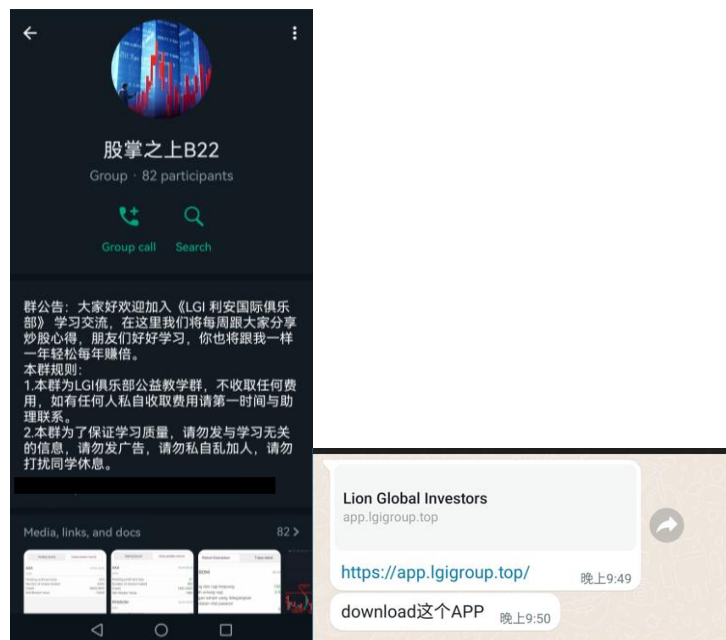 股掌之上B22
Group · 82 participants
Group call
Search
群公告：大家好欢迎加入《LGI 利安国际俱乐
部》 学习交流，在这里我们将每周跟大家分享
炒股心得，朋友们好好学习，你也将跟我一样
一年轻松每年赚倍。
本群规则：
1.本群为LGI俱乐部公益教学群，不收取任何费
用，如有任何人私自收取费用请第一时间与助
理联系。
2.本群为了保证学习质量，请勿发与学习无关
的信息，请勿发广告，请勿私自乱加人，请勿
打扰同学休息。
Media, links, and docs
82
Lion Global Investors
app.lgigroup.top
https://app.lgigroup.top/
晚上9:49
download这个APP
晚上9:50